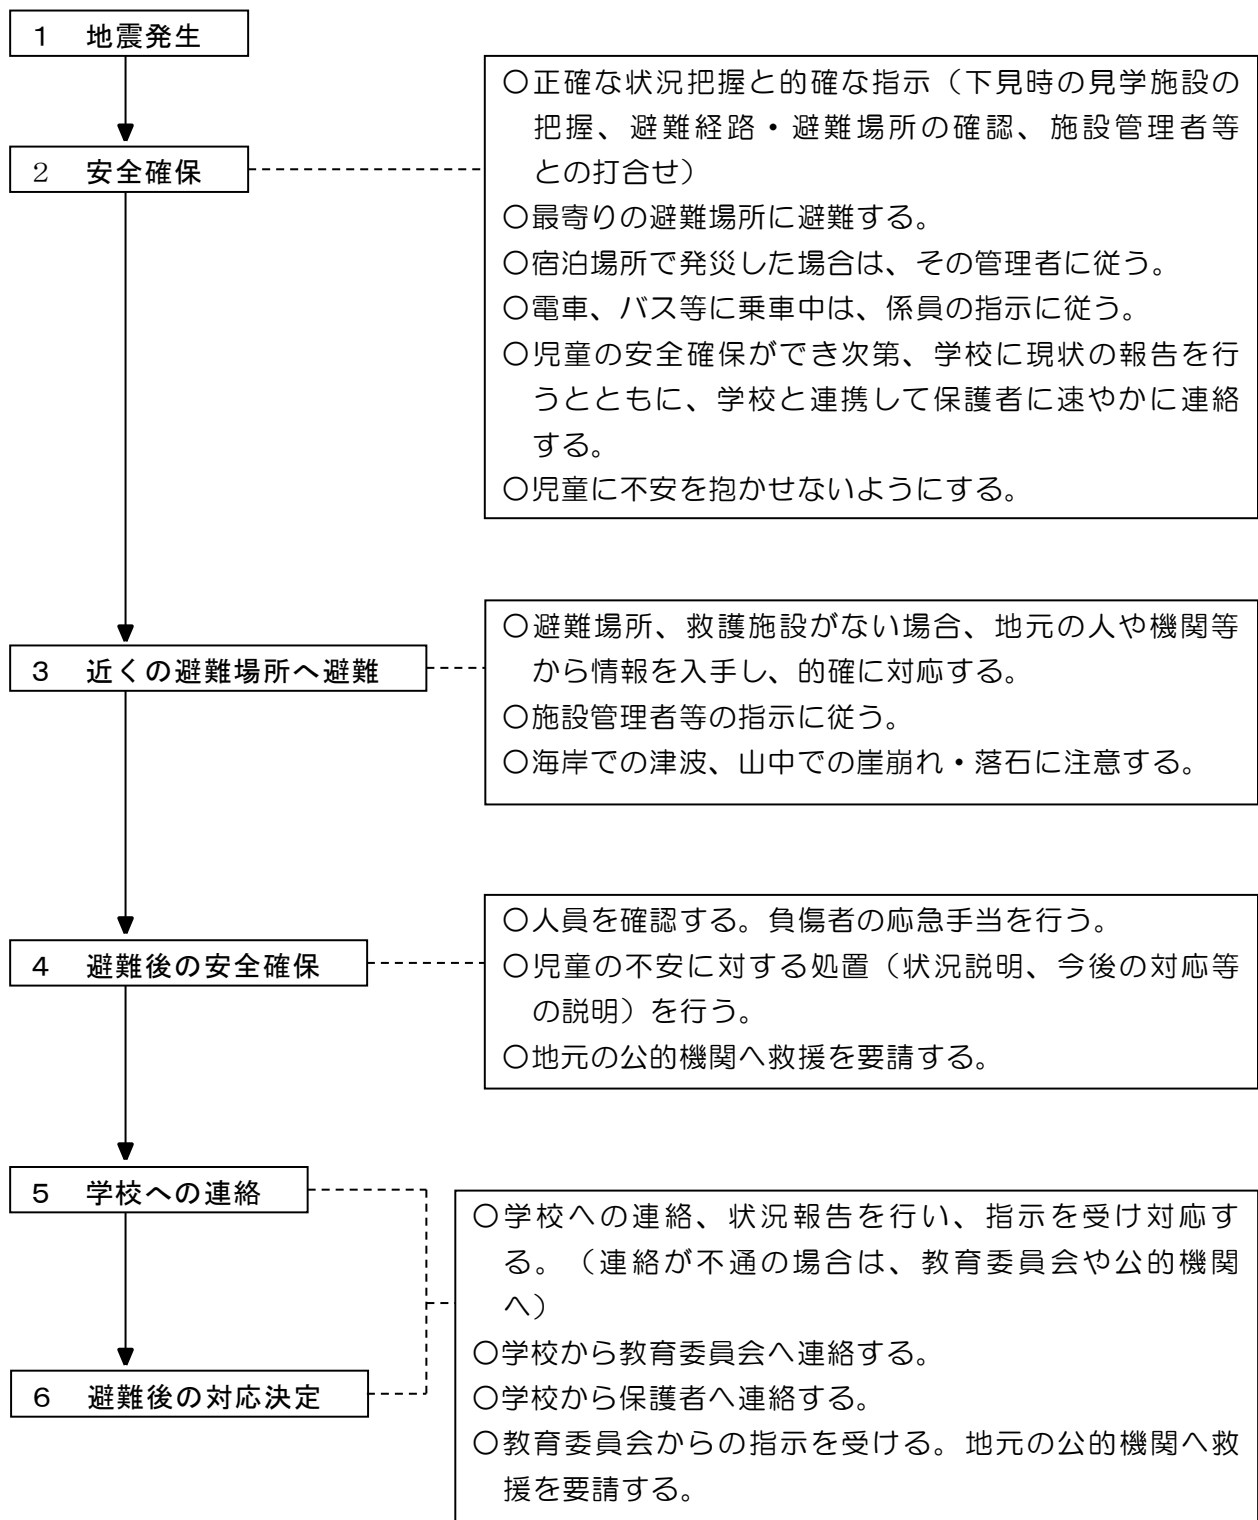 １　地震発生
２　安全確保
〇正確な状況把握と的確な指示（下見時の見学施設の
把握、避難経路・避難場所の確認、施設管理者等
との打合せ）
〇最寄りの避難場所に避難する。
〇宿泊場所で発災した場合は、その管理者に従う。
〇電車、バス等に乗車中は、係員の指示に従う。
〇児童の安全確保ができ次第、学校に現状の報告を行
うとともに、学校と連携して保護者に速やかに連絡
する。
〇児童に不安を抱かせないようにする。
３　近くの避難場所へ避難
〇避難場所、救護施設がない場合、地元の人や機関等
から情報を入手し、的確に対応する。
〇施設管理者等の指示に従う。
〇海岸での津波、山中での崖崩れ・落石に注意する。
４　避難後の安全確保
〇人員を確認する。負傷者の応急手当を行う。
〇児童の不安に対する処置（状況説明、今後の対応等
の説明）を行う。
〇地元の公的機関へ救援を要請する。
５　学校への連絡
６　避難後の対応決定
〇学校への連絡、状況報告を行い、指示を受け対応す
る。（連絡が不通の場合は、教育委員会や公的機関
へ）
〇学校から教育委員会へ連絡する。
〇学校から保護者へ連絡する。
〇教育委員会からの指示を受ける。地元の公的機関へ救
援を要請する。